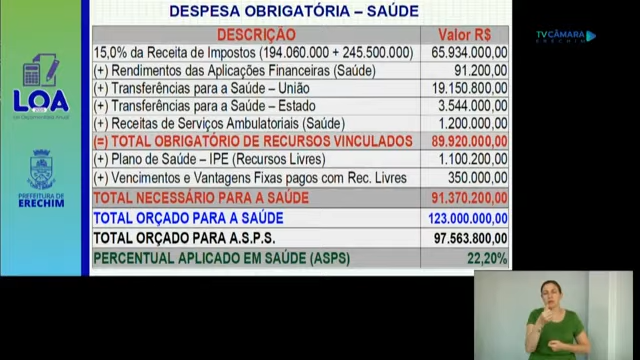 DESPESA OBRIGATÓRIA – SAÚDE
DESCRIÇÃO Valor R$
15,0% da Receita de Impostos (194.060.000 + 245.500.000) 65.934.000,00
(+) Rendimentos das Aplicações Financeiras (Saúde) 91.200,00
(+) Transferências para a Saúde – União 19.150.800,00
(+) Transferências para a Saúde – Estado 3.544.000,00
(+) Receitas de Serviços Ambulatoriais (Saúde) 1.200.000,00
(=) TOTAL OBRIGATÓRIO DE RECURSOS VINCULADOS 89.920.000,00
(+) Plano de Saúde – IPE (Recursos Livres) 1.100.200,00
(+) Vencimentos e Vantagens Fixas pagos com Rec. Livres 350.000,00
TOTAL NECESSÁRIO PARA A SAÚDE 91.370.200,00
TOTAL ORÇADO PARA A SAÚDE 123.000.000,00
TOTAL ORÇADO PARA A.S.P.S. 97.563.800,00
PERCENTUAL APLICADO EM SAÚDE (ASPS) 22,20%
LOA
PREFEITURA DE
ERECHIM
TV CÂMARA
ERECHIM